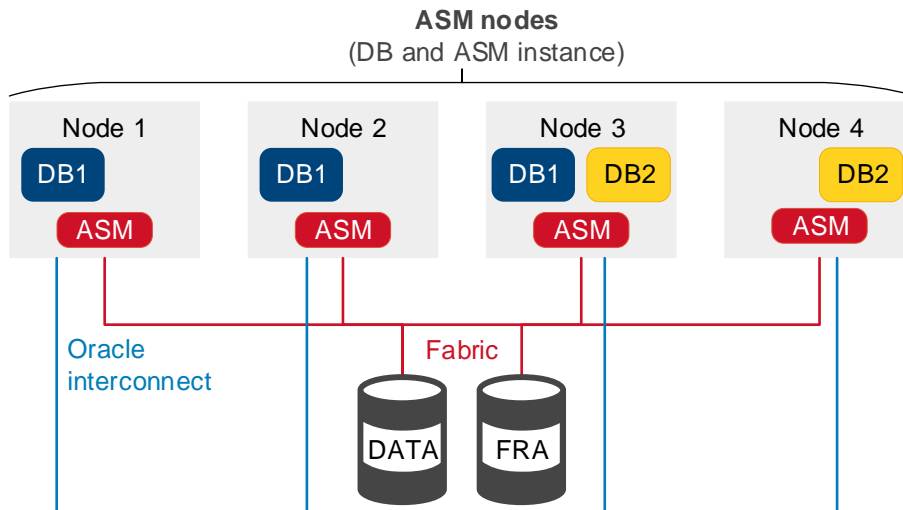 ASM nodes
(DB and ASM instance)
Node 1
Node 2
Node 3
Node 4
DB1
DB1
DB1
DB2
DB2
ASM
ASM
ASM
ASM
Oracle
interconnect
Fabric
DATA
FRA